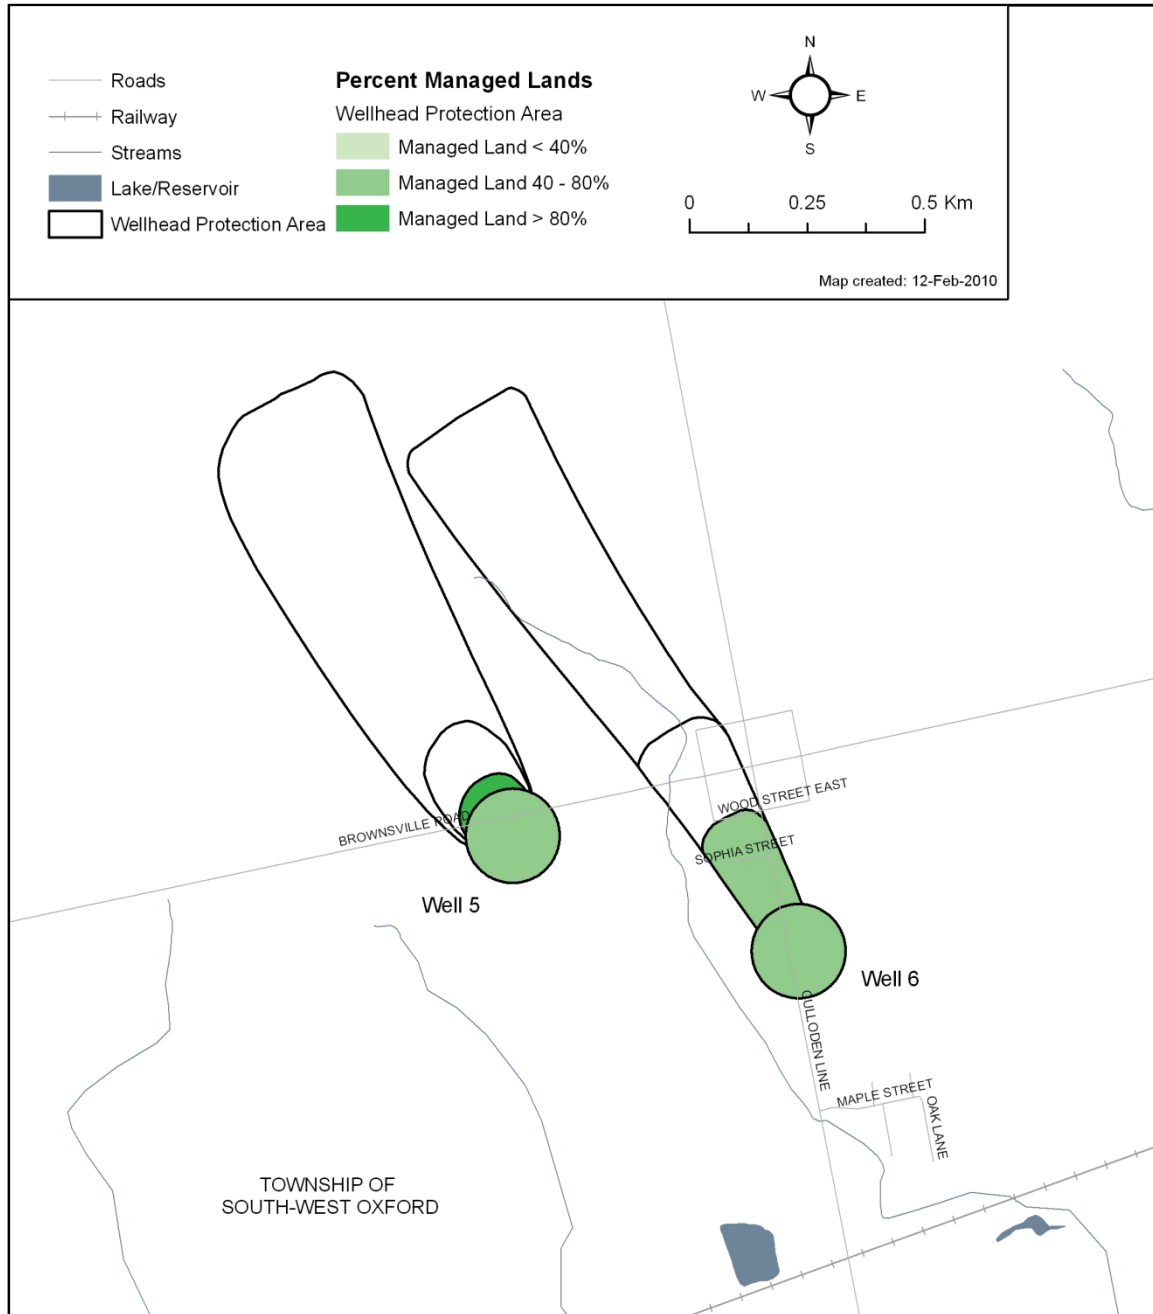 Roads
Railway
Streams
Lake/Reservoir
Wellhead Protection Area
Percent Managed Lands
Wellhead Protection Area
Managed Land < 40%
Managed Land 40 - 80%
Managed Land > 80%
N
W
E
S
0
0.25
0.5 Km
Map created: 12-Feb-2010
WOOD STREET EAST
BROWNSVILLE ROAD
SOPHIA STREET
Well 5
Well 6
CULLODEN LINE
MAPLE STREET
OAK LANE
TOWNSHIP OF
SOUTH-WEST OXFORD